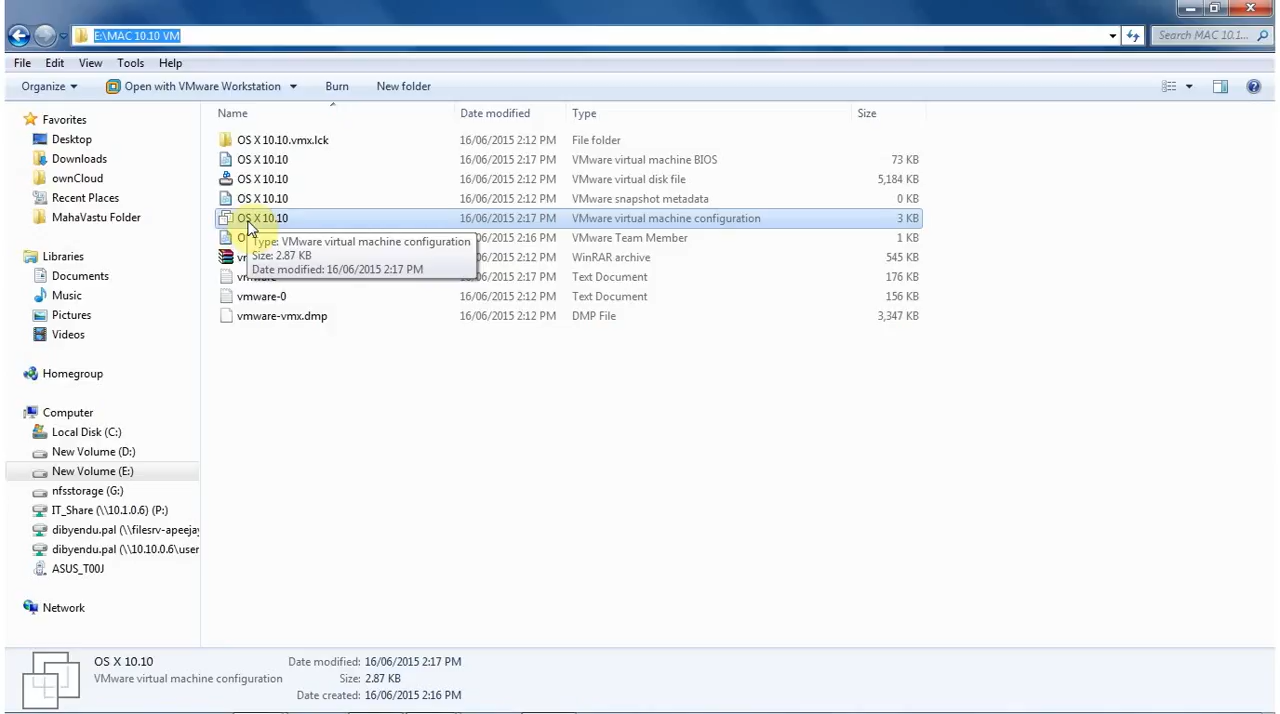 E:\MAC 10.10 VM
Search MAC 10.1...
File Edit View Tools Help
Organize Open with VMware Workstation Burn New folder
Name Date modified Type Size
Favorites
Desktop
Downloads
ownCloud
Recent Places
MahaVastu Folder
Libraries
Documents
Music
Pictures
Videos
Homegroup
Computer
Local Disk (C:)
New Volume (D:)
New Volume (E:)
nfsstorage (G:)
IT_Share (\\10.1.0.6) (P:)
dibyendu.pal (\\filesrv-apeejay
dibyendu.pal (\\10.10.0.6\user
ASUS_T00J
Network
OS X 10.10.vmx.lck 16/06/2015 2:12 PM File folder
OS X 10.10 16/06/2015 2:17 PM VMware virtual machine BIOS 73 KB
OS X 10.10 16/06/2015 2:12 PM VMware virtual disk file 5,184 KB
OS X 10.10 16/06/2015 2:12 PM VMware snapshot metadata 0 KB
OS X 10.10 16/06/2015 2:17 PM VMware virtual machine configuration 3 KB
16/06/2015 2:12 PM VMware Team Member 1 KB
16/06/2015 2:12 PM WinRAR archive 545 KB
16/06/2015 2:17 PM Text Document 176 KB
vmware-0 16/06/2015 2:12 PM Text Document 156 KB
vmware-vmx.dmp 16/06/2015 2:12 PM DMP File 3,347 KB
Type: VMware virtual machine configuration
Size: 2.87 KB
Date modified: 16/06/2015 2:17 PM
OS X 10.10 Date modified: 16/06/2015 2:17 PM
VMware virtual machine configuration Size: 2.87 KB
Date created: 16/06/2015 2:16 PM